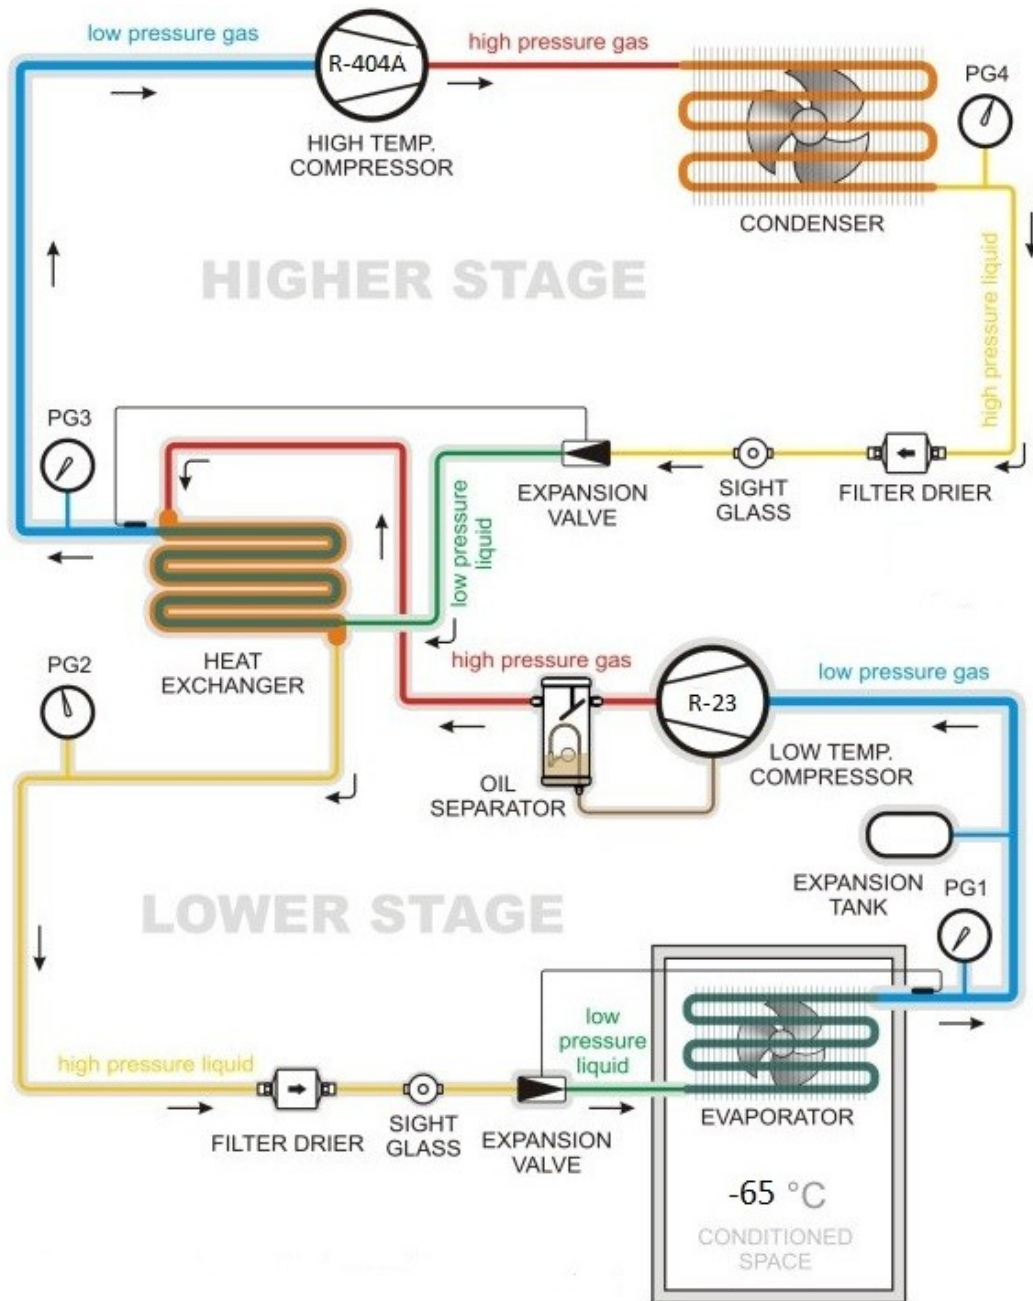 low pressure gas
R-404A
high pressure gas
PG4
HIGH TEMP.
COMPRESSOR
CONDENSER
HIGHER STAGE
high pressure liquid
PG3
EXPANSION
VALVE
SIGHT
GLASS
FILTER DRIER
low pressure
liquid
HEAT
EXCHANGER
PG2
high pressure gas
R-23
low pressure gas
LOW TEMP.
COMPRESSOR
OIL
SEPARATOR
EXPANSION
TANK
PG1
LOWER STAGE
low
pressure
liquid
high pressure liquid
FILTER DRIER
SIGHT
GLASS
EXPANSION
VALVE
EVAPORATOR
-65 °C
CONDITIONED
SPACE